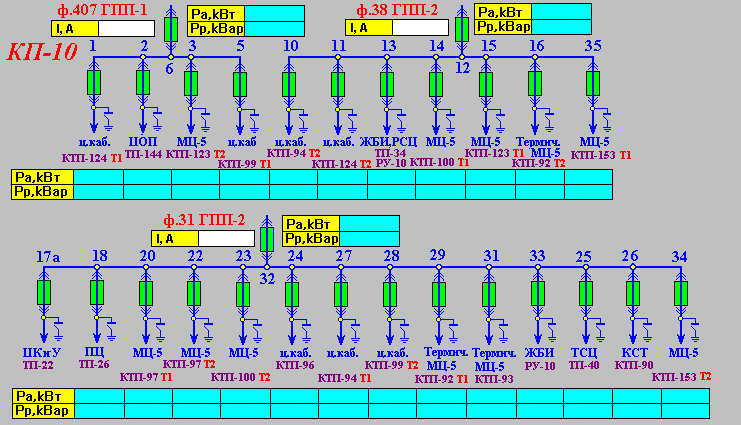 ф.407 ГПП-1
I, А
Pa,кВт
Pp,кВар
ф.38 ГПП-2
I, А
Pa,кВт
Pp,кВар
КП-10
1 2 3 5 10 11 13 14 15 16 35
6 12
ц.каб. ПОП МЦ-5 ц.каб ц.каб. ц.каб. ЖБИ,РСЦ МЦ-5 МЦ-5 Термич. МЦ-5
МЦ-5
КТП-124 Т1 ТП-144 КТП-123 Т2 КТП-99 Т1 КТП-94 Т2 КТП-124 Т2 ТП-34 КТП-100 Т1 КТП-123 Т1 КТП-92 Т2 КТП-153 Т1
РУ-10
Pa,кВт
Pp,кВар
ф.31 ГПП-2
I, А
Pa,кВт
Pp,кВар
17а 18 20 22 23 24 27 28 29 31 33 25 26 34
32
ЦКиУ ПЦ МЦ-5 МЦ-5 МЦ-5 ц.каб. ц.каб. ц.каб. Термич. Термич. ЖБИ ТСЦ КСТ МЦ-5
МЦ-5 МЦ-5
ТП-22 ТП-26 КТП-97 Т1 КТП-97 Т2 КТП-100 Т2 КТП-96 КТП-94 Т1 КТП-99 Т2 КТП-92 Т1 КТП-93 РУ-10 ТП-40 КТП-90 КТП-153 Т2
Pa,кВт
Pp,кВар